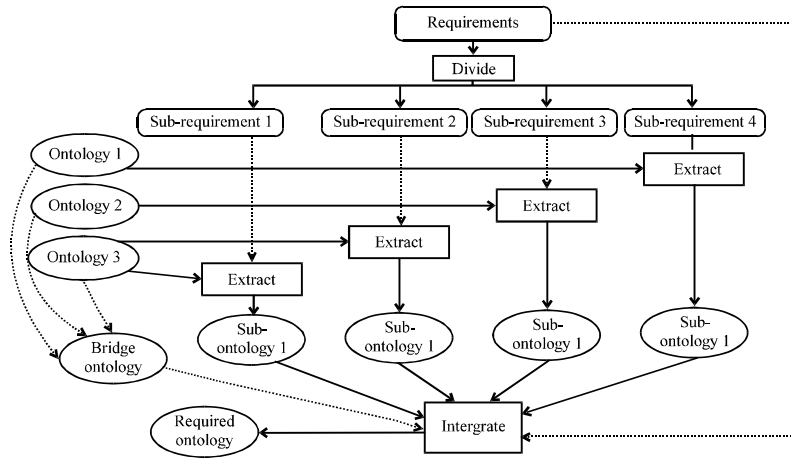 Requirements
Divide
Sub-requirement 1
Sub-requirement 2
Sub-requirement 3
Sub-requirement 4
Ontology 1
Extract
Ontology 2
Extract
Extract
Ontology 3
Extract
Sub-
ontology 1
Sub-
ontology 1
Sub-
ontology 1
Sub-
ontology 1
Bridge
ontology
Required
ontology
Intergrate